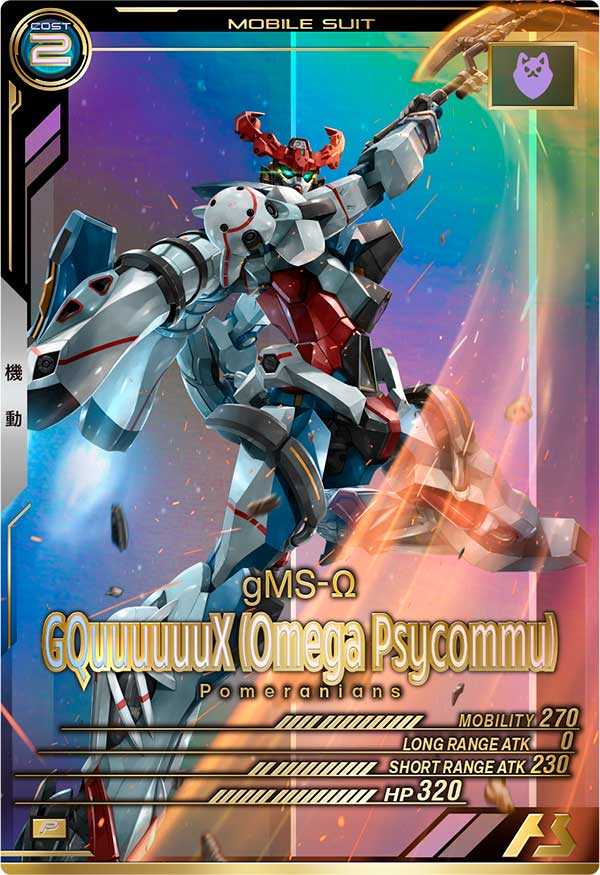 MOBILE SUIT
COST
2
機動
gMS-Ω
GQuuuuuuX (Omega Psycommu)
Pomeranians
MOBILITY 270
LONG RANGE ATK 0
SHORT RANGE ATK 230
HP 320
P